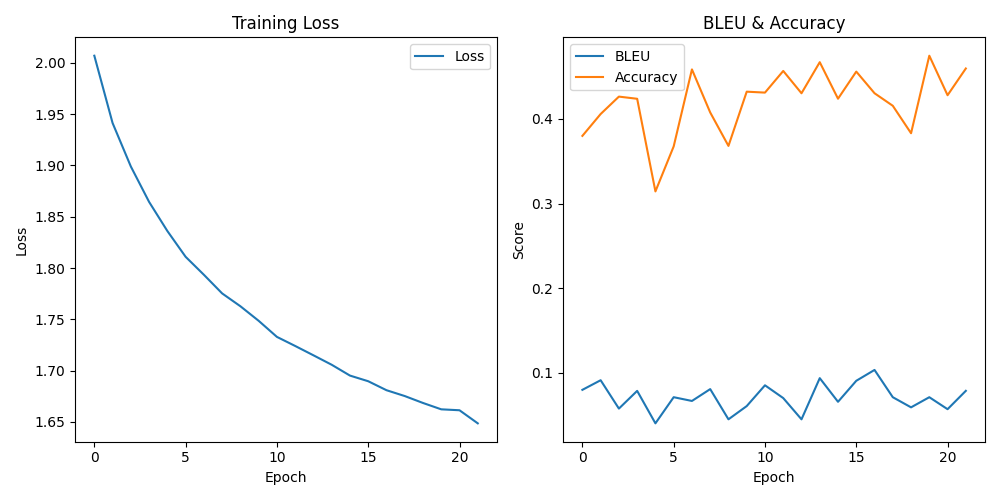 Training Loss
Loss
2.00
1.95
1.90
1.85
1.80
1.75
1.70
1.65
Loss
0 5 10 15 20
Epoch
BLEU & Accuracy
BLEU
Accuracy
0.4
0.3
0.2
0.1
Score
0 5 10 15 20
Epoch